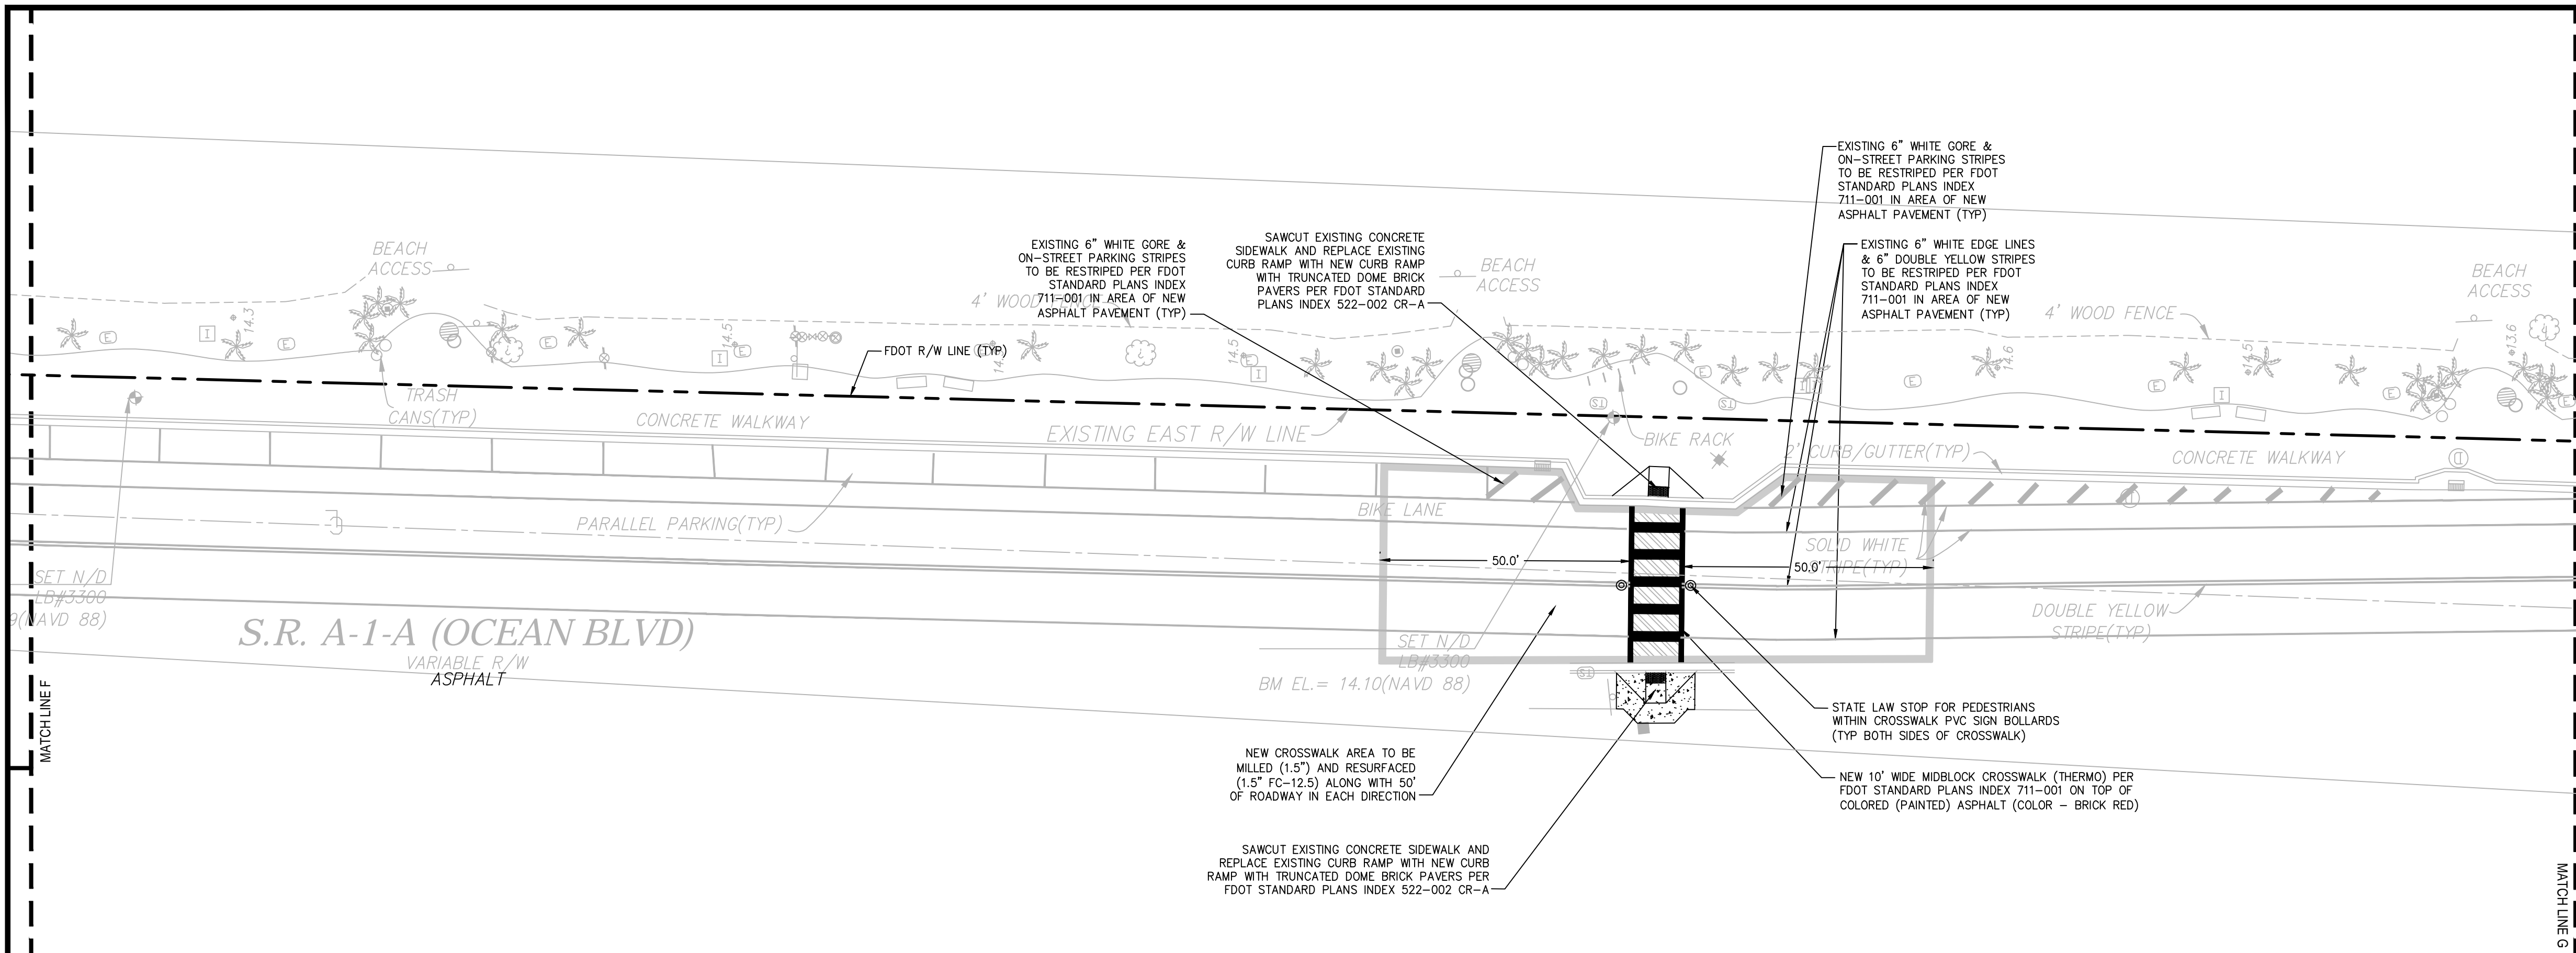 EXISTING 6" WHITE GORE &
ON-STREET PARKING STRIPES
TO BE RESTRIPED PER FDOT
STANDARD PLANS INDEX
711-001 IN AREA OF NEW
ASPHALT PAVEMENT (TYP)
EXISTING 6" WHITE EDGE LINES
& 6" DOUBLE YELLOW STRIPES
TO BE RESTRIPED PER FDOT
STANDARD PLANS INDEX
711-001 IN AREA OF NEW
ASPHALT PAVEMENT (TYP)
SAWCUT EXISTING CONCRETE
SIDEWALK AND REPLACE EXISTING
CURB RAMP WITH NEW CURB RAMP
WITH TRUNCATED DOME BRICK
PAVERS PER FDOT STANDARD
PLANS INDEX 522-002 CR-A
EXISTING 6" WHITE GORE &
ON-STREET PARKING STRIPES
TO BE RESTRIPED PER FDOT
STANDARD PLANS INDEX
711-001 IN AREA OF NEW
ASPHALT PAVEMENT (TYP)
BEACH
ACCESS
BEACH
ACCESS
BEACH
ACCESS
4' WOOD FENCE
4' WOOD FENCE
14.3
14.5
14.5
14.6
14.5
13.6
E
I
E
E
I
E
E
I
E
E
I
E
I
E
E
FDOT R/W LINE (TYP)
TRASH
CANS(TYP)
CONCRETE WALKWAY
EXISTING EAST R/W LINE
TS
TS
BIKE RACK
2' CURB/GUTTER(TYP)
CONCRETE WALKWAY
D
D
BIKE LANE
PARALLEL PARKING(TYP)
SOLID WHITE
STRIPE(TYP)
50.0'
50.0'
SET N/D
LB#3300
9(NAVD 88)
DOUBLE YELLOW
STRIPE(TYP)
S.R. A-1-A (OCEAN BLVD)
VARIABLE R/W
ASPHALT
SET N/D
LB#3300
BM EL.= 14.10(NAVD 88)
TS
MATCH LINE F
STATE LAW STOP FOR PEDESTRIANS
WITHIN CROSSWALK PVC SIGN BOLLARDS
(TYP BOTH SIDES OF CROSSWALK)
NEW CROSSWALK AREA TO BE
MILLED (1.5") AND RESURFACED
(1.5" FC-12.5) ALONG WITH 50'
OF ROADWAY IN EACH DIRECTION
NEW 10' WIDE MIDBLOCK CROSSWALK (THERMO) PER
FDOT STANDARD PLANS INDEX 711-001 ON TOP OF
COLORED (PAINTED) ASPHALT (COLOR - BRICK RED)
SAWCUT EXISTING CONCRETE SIDEWALK AND
REPLACE EXISTING CURB RAMP WITH NEW CURB
RAMP WITH TRUNCATED DOME BRICK PAVERS PER
FDOT STANDARD PLANS INDEX 522-002 CR-A
MATCH LINE G